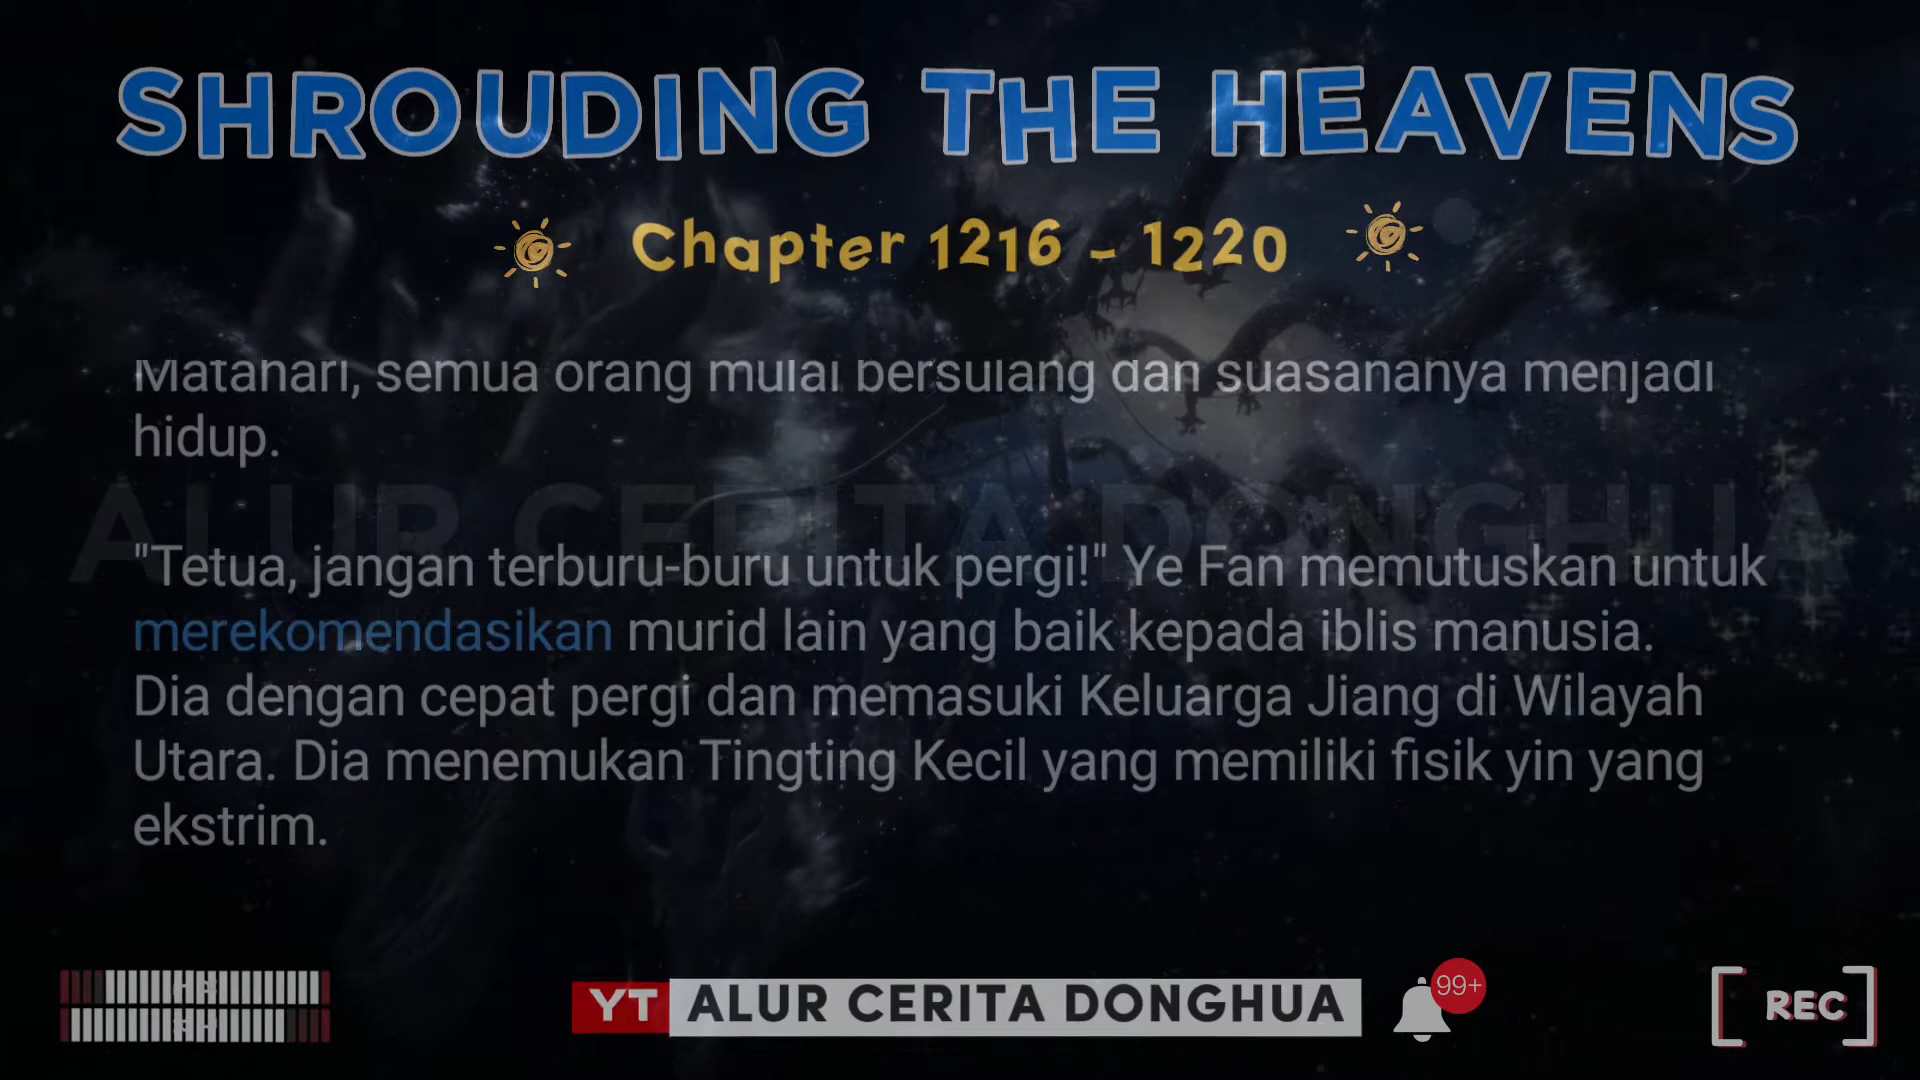 SHROUDING THE HEAVENS
Chapter 1216 - 1220
Matahari, semua orang mulai bersulang dan suasananya menjadi
hidup.
ALUR CERITA DONGHUA
"Tetua, jangan terburu-buru untuk pergi!" Ye Fan memutuskan untuk
merekomendasikan murid lain yang baik kepada iblis manusia.
Dia dengan cepat pergi dan memasuki Keluarga Jiang di Wilayah
Utara. Dia menemukan Tingting Kecil yang memiliki fisik yin yang
ekstrim.
YT ALUR CERITA DONGHUA
99+
REC